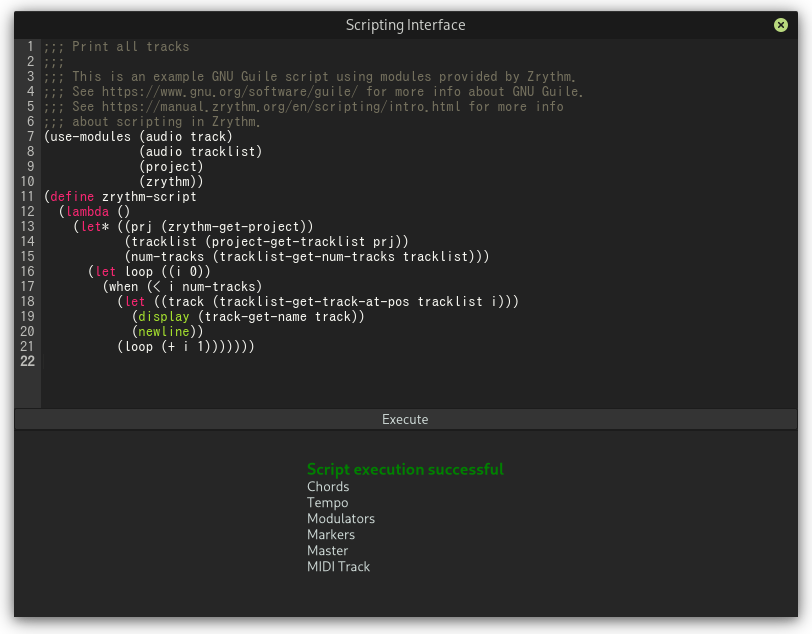 Scripting Interface
1 ;;; Print all tracks
2 ;;;
3 ;;; This is an example GNU Guile script using modules provided by Zrythm.
4 ;;; See https://www.gnu.org/software/guile/ for more info about GNU Guile.
5 ;;; See https://manual.zrythm.org/en/scripting/intro.html for more info
6 ;;; about scripting in Zrythm.
7 (use-modules (audio track)
8              (audio tracklist)
9              (project)
10              (zrythm))
11 (define zrythm-script
12   (lambda ()
13     (let* ((prj (zrythm-get-project))
14            (tracklist (project-get-tracklist prj))
15            (num-tracks (tracklist-get-num-tracks tracklist)))
16       (let loop ((i 0))
17         (when (< i num-tracks)
18           (let ((track (tracklist-get-track-at-pos tracklist i)))
19             (display (track-get-name track))
20             (newline))
21           (loop (+ i 1)))))))
22
Execute
Script execution successful
Chords
Tempo
Modulators
Markers
Master
MIDI Track